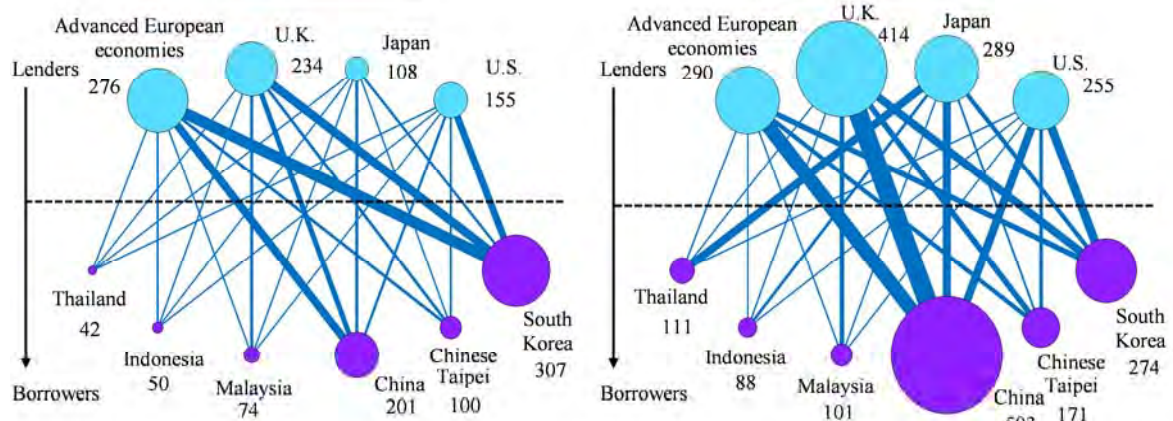 Advanced European
economies
276
U.K.
234
Japan
108
U.S.
155
Lenders
Thailand
42
Indonesia
50
Malaysia
74
China
201
Chinese
Taipei
100
South
Korea
307
Borrowers
Advanced European
economies
290
U.K.
414
Japan
289
U.S.
255
Lenders
Thailand
111
Indonesia
88
Malaysia
101
China
Chinese
Taipei
171
South
Korea
274
Borrowers